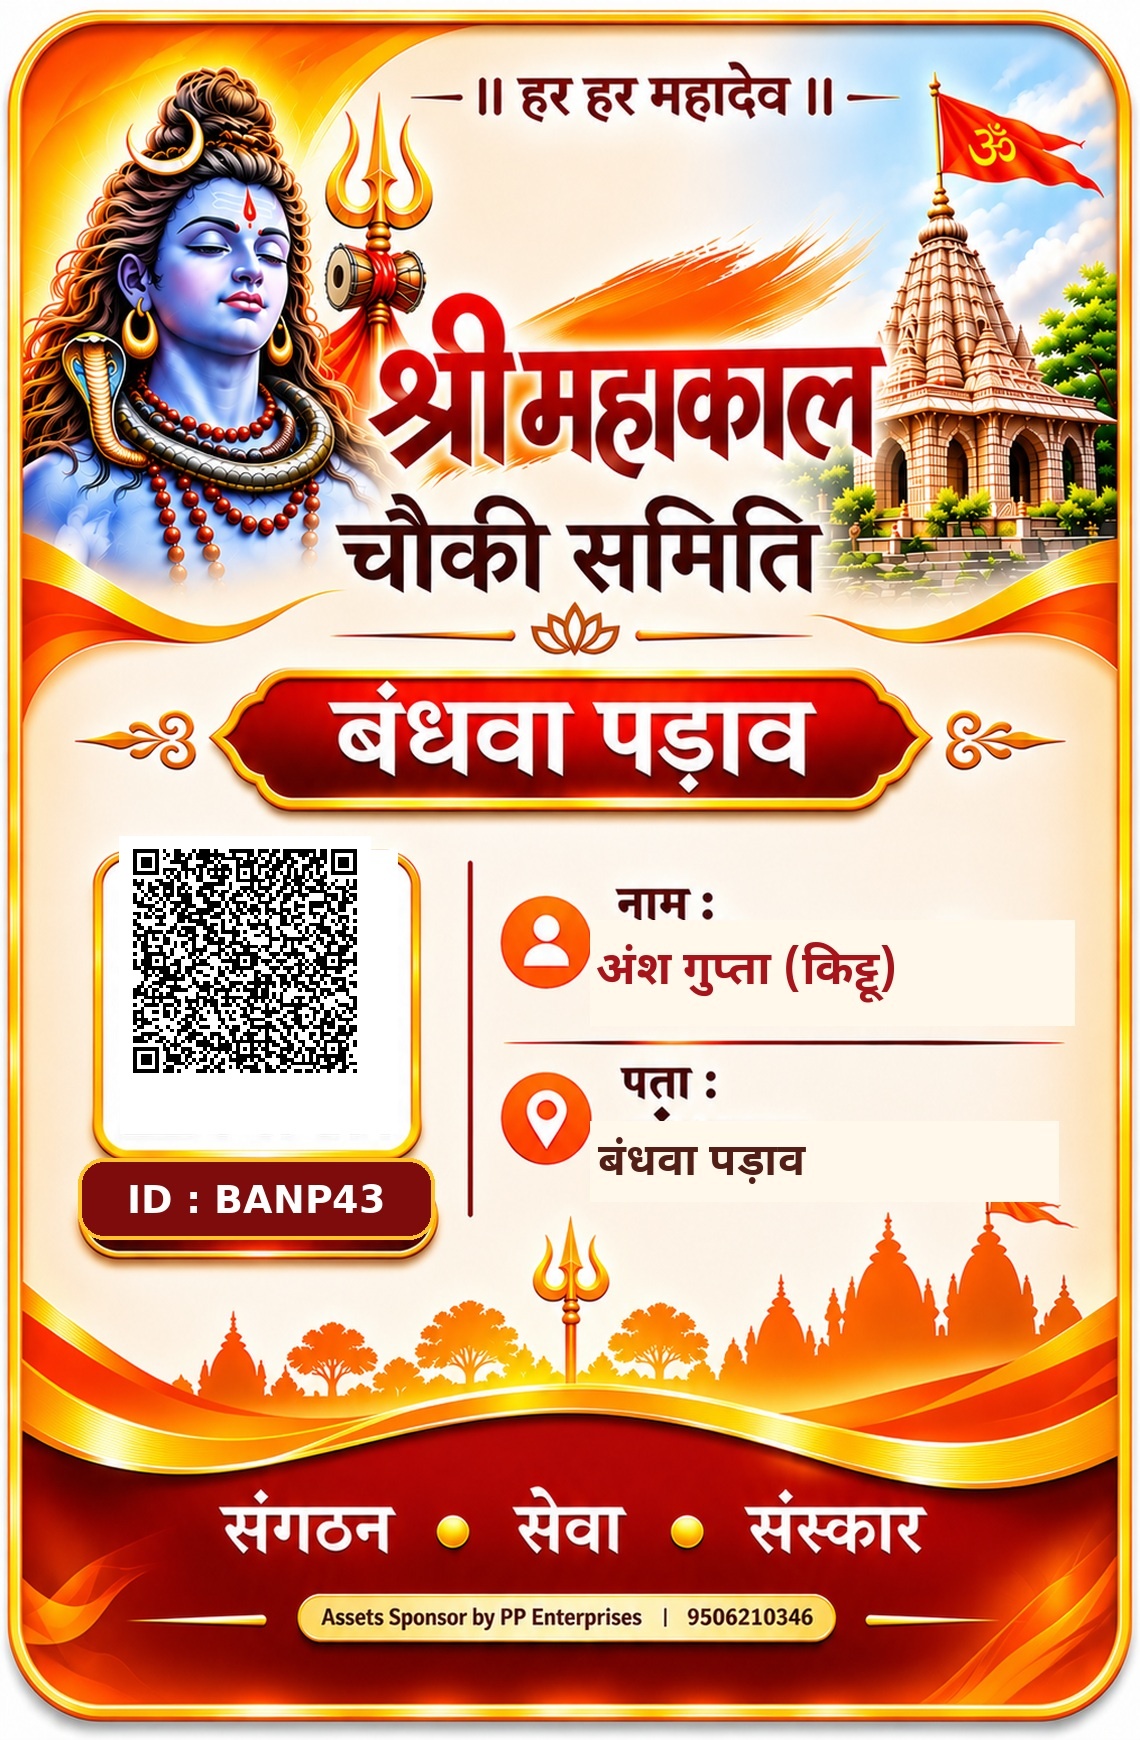 ॥ हर हर महादेव ॥
ॐ
श्री महाकाल
चौकी समिति
बंधवा पड़ाव
नाम :
अंश गुप्ता (किट्टू)
पता :
बंधवा पड़ाव
ID : BANP43
संगठन • सेवा • संस्कार
Assets Sponsor by PP Enterprises | 9506210346